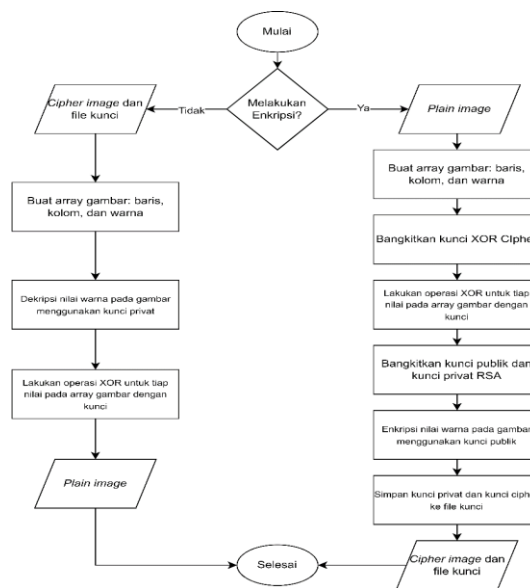 Mulai
Melakukan
Enkripsi?
Tidak
Ya
Cipher image dan
file kunci
Buat array gambar: baris,
kolom, dan warna
Dekripsi nilai warna pada gambar
menggunakan kunci privat
Lakukan operasi XOR untuk tiap
nilai pada array gambar dengan
kunci
Plain image
Plain image
Buat array gambar: baris,
kolom, dan warna
Bangkitkan kunci XOR CIpher
Lakukan operasi XOR untuk tiap
nilai pada array gambar dengan
kunci
Bangkitkan kunci publik dan
kunci privat RSA
Enkripsi nilai warna pada gambar
menggunakan kunci publik
Simpan kunci privat dan kunci cipher
ke file kunci
Cipher image dan
file kunci
Selesai